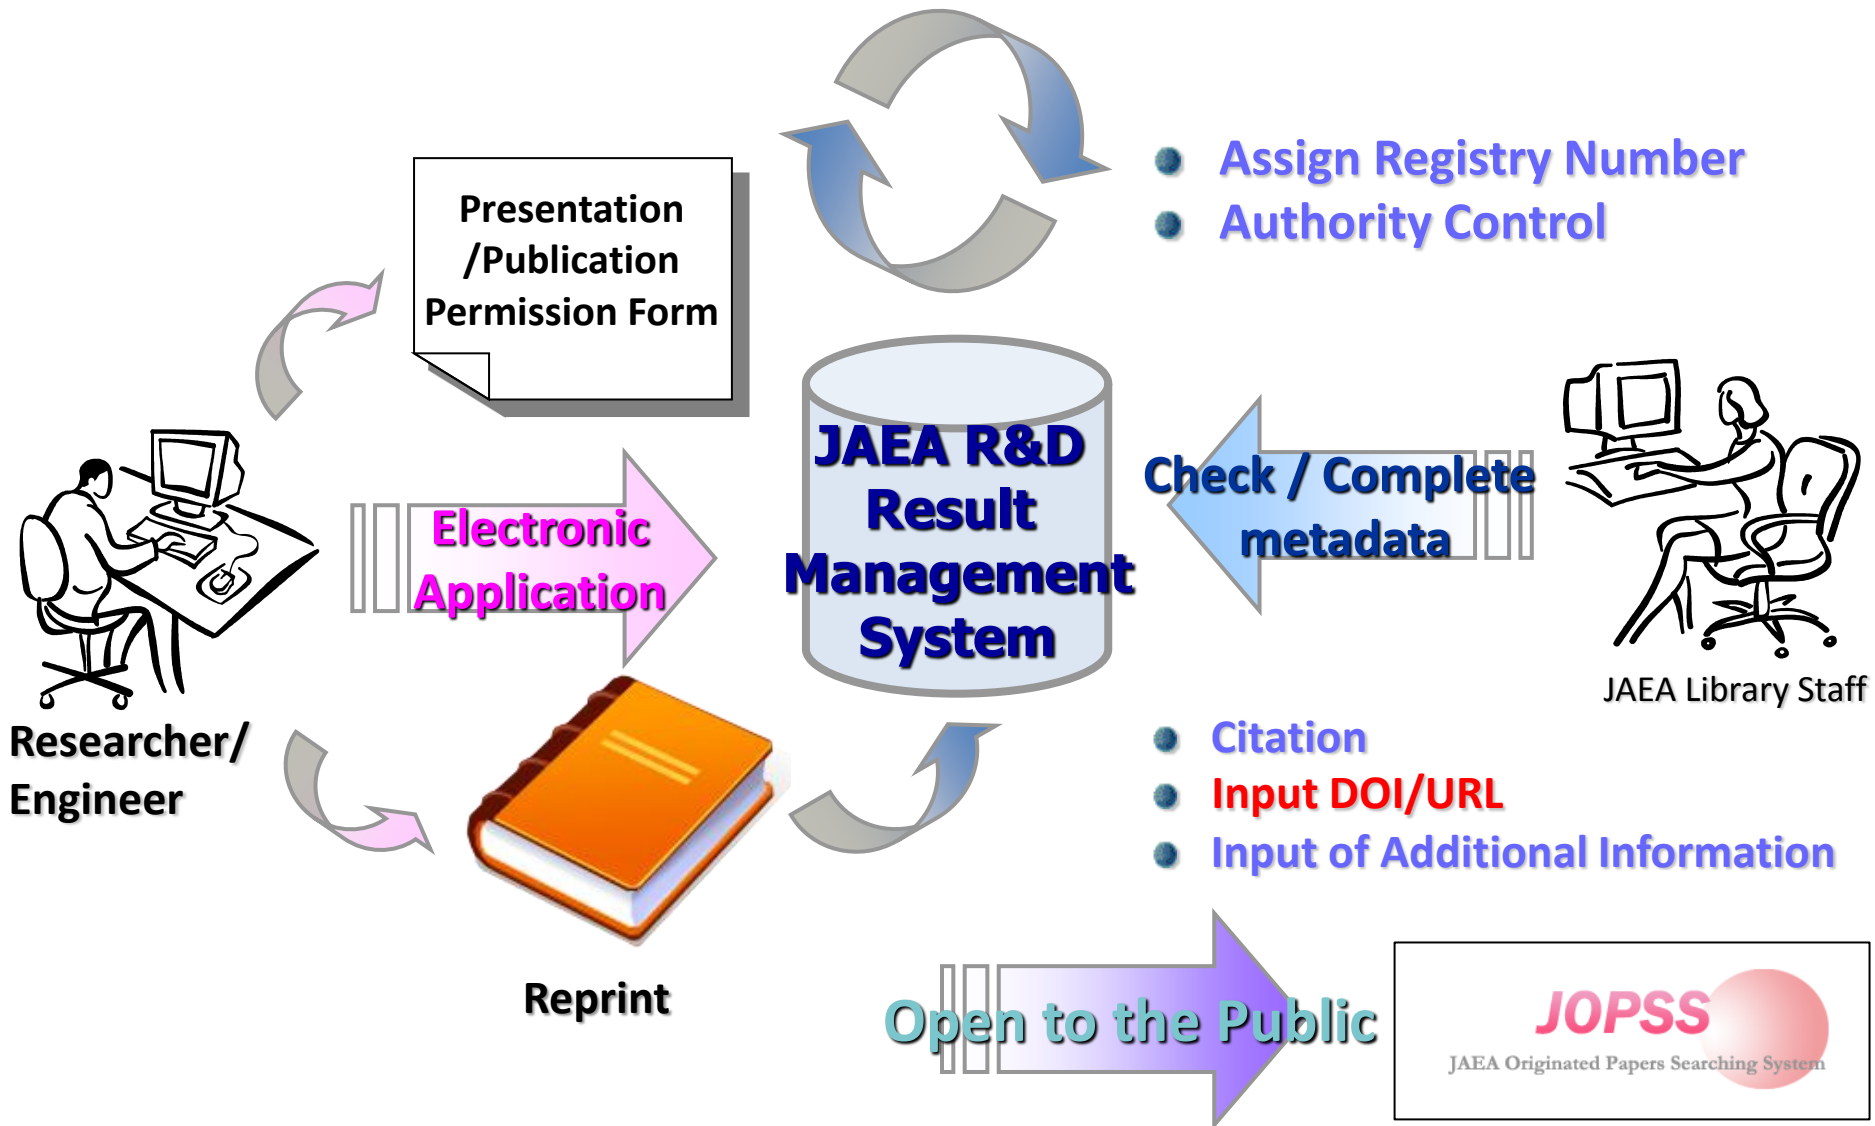 Assign Registry Number
Authority Control
Presentation
/Publication
Permission Form
JAEA R&D
Result
Management
System
Check / Complete
metadata
Electronic
Application
JAEA Library Staff
Researcher/
Engineer
Citation
Input DOI/URL
Input of Additional Information
Reprint
Open to the Public
JOPSS
JAEA Originated Papers Searching System